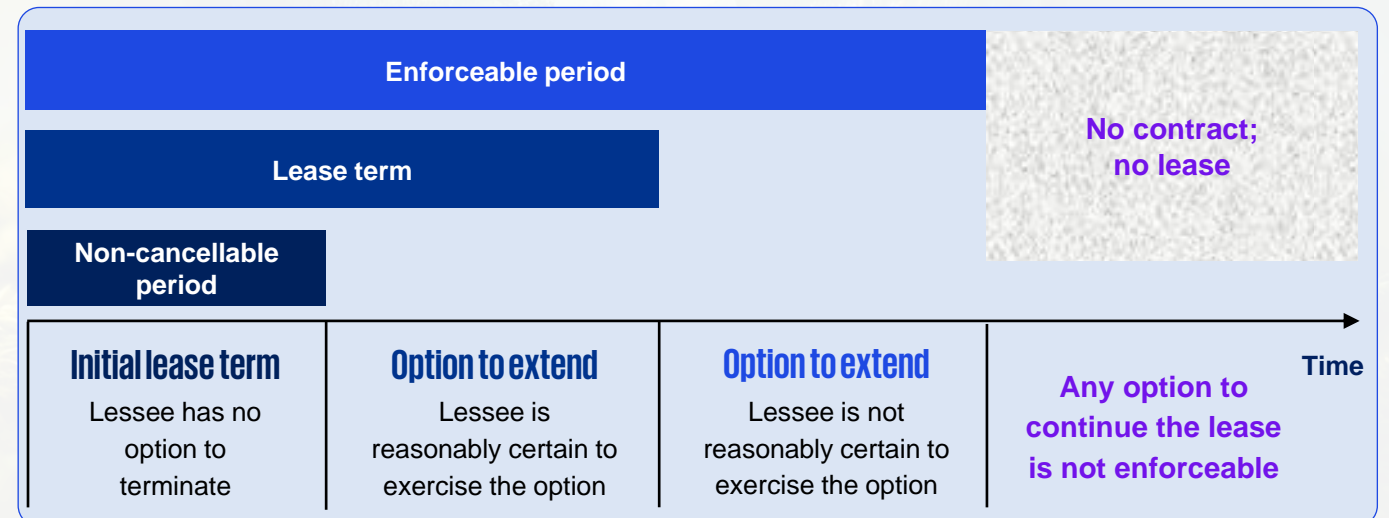 Enforceable period
No contract;
no lease
Lease term
Non-cancellable
period
Initial lease term
Lessee has no
option to
terminate
Option to extend
Lessee is
reasonably certain to
exercise the option
Option to extend
Lessee is not
reasonably certain to
exercise the option
Time
Any option to
continue the lease
is not enforceable